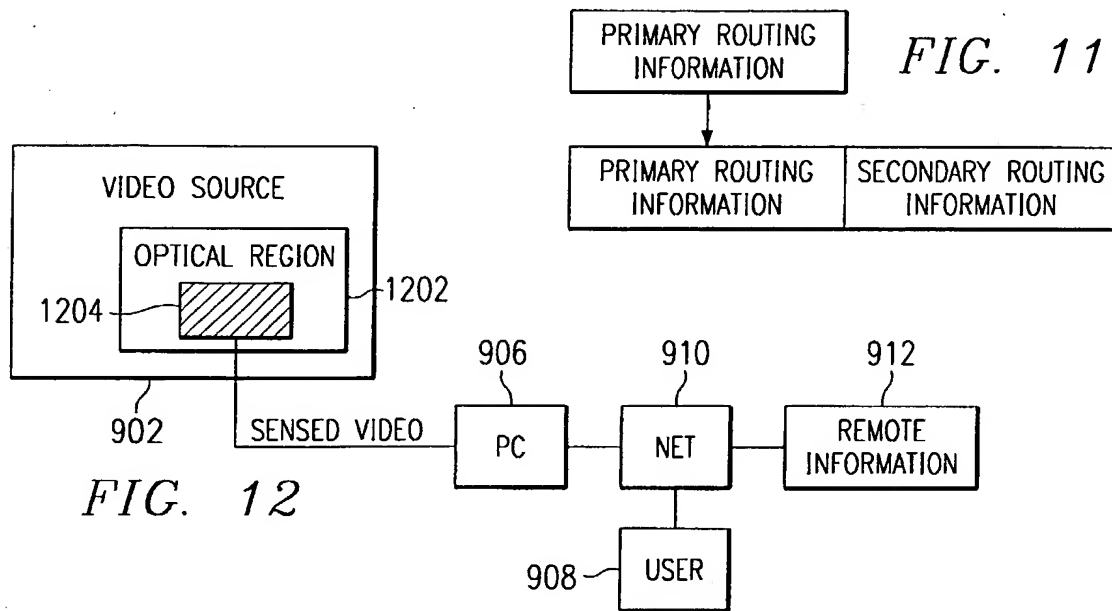 PRIMARY ROUTING
INFORMATION
FIG. 11
PRIMARY ROUTING
INFORMATION
SECONDARY ROUTING
INFORMATION
VIDEO SOURCE
OPTICAL REGION
1204
1202
902
SENSED VIDEO
906
PC
910
NET
912
REMOTE
INFORMATION
908
USER
FIG. 12